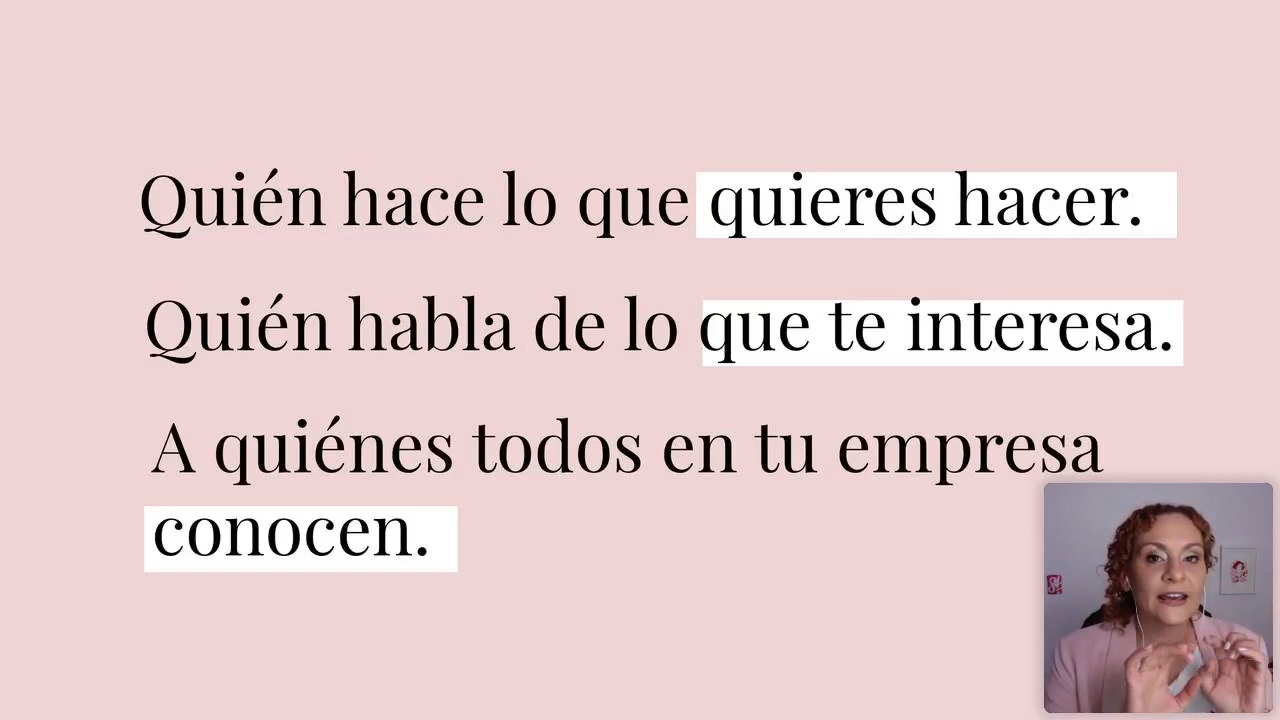 Quién hace lo que quieres hacer.
Quién habla de lo que te interesa.
A quiénes todos en tu empresa
conocen.